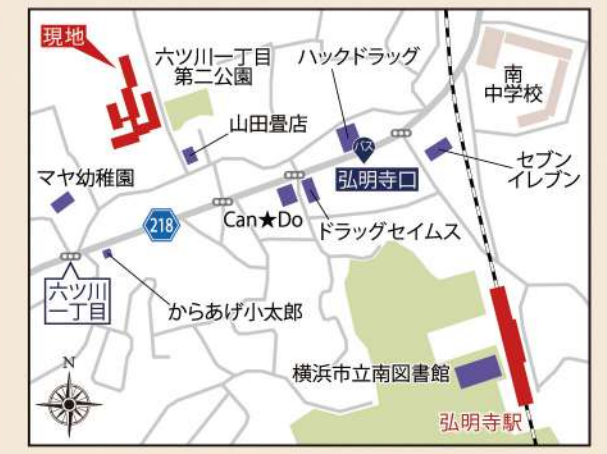 現地
六ツ川一丁目
第二公園
ハックドラッグ
南
中学校
山田畳店
バス
弘明寺口
セブン
イレブン
マヤ幼稚園
218
Can★Do
ドラッグセイムス
六ツ川
一丁目
からあげ小太郎
N
横浜市立南図書館
弘明寺駅